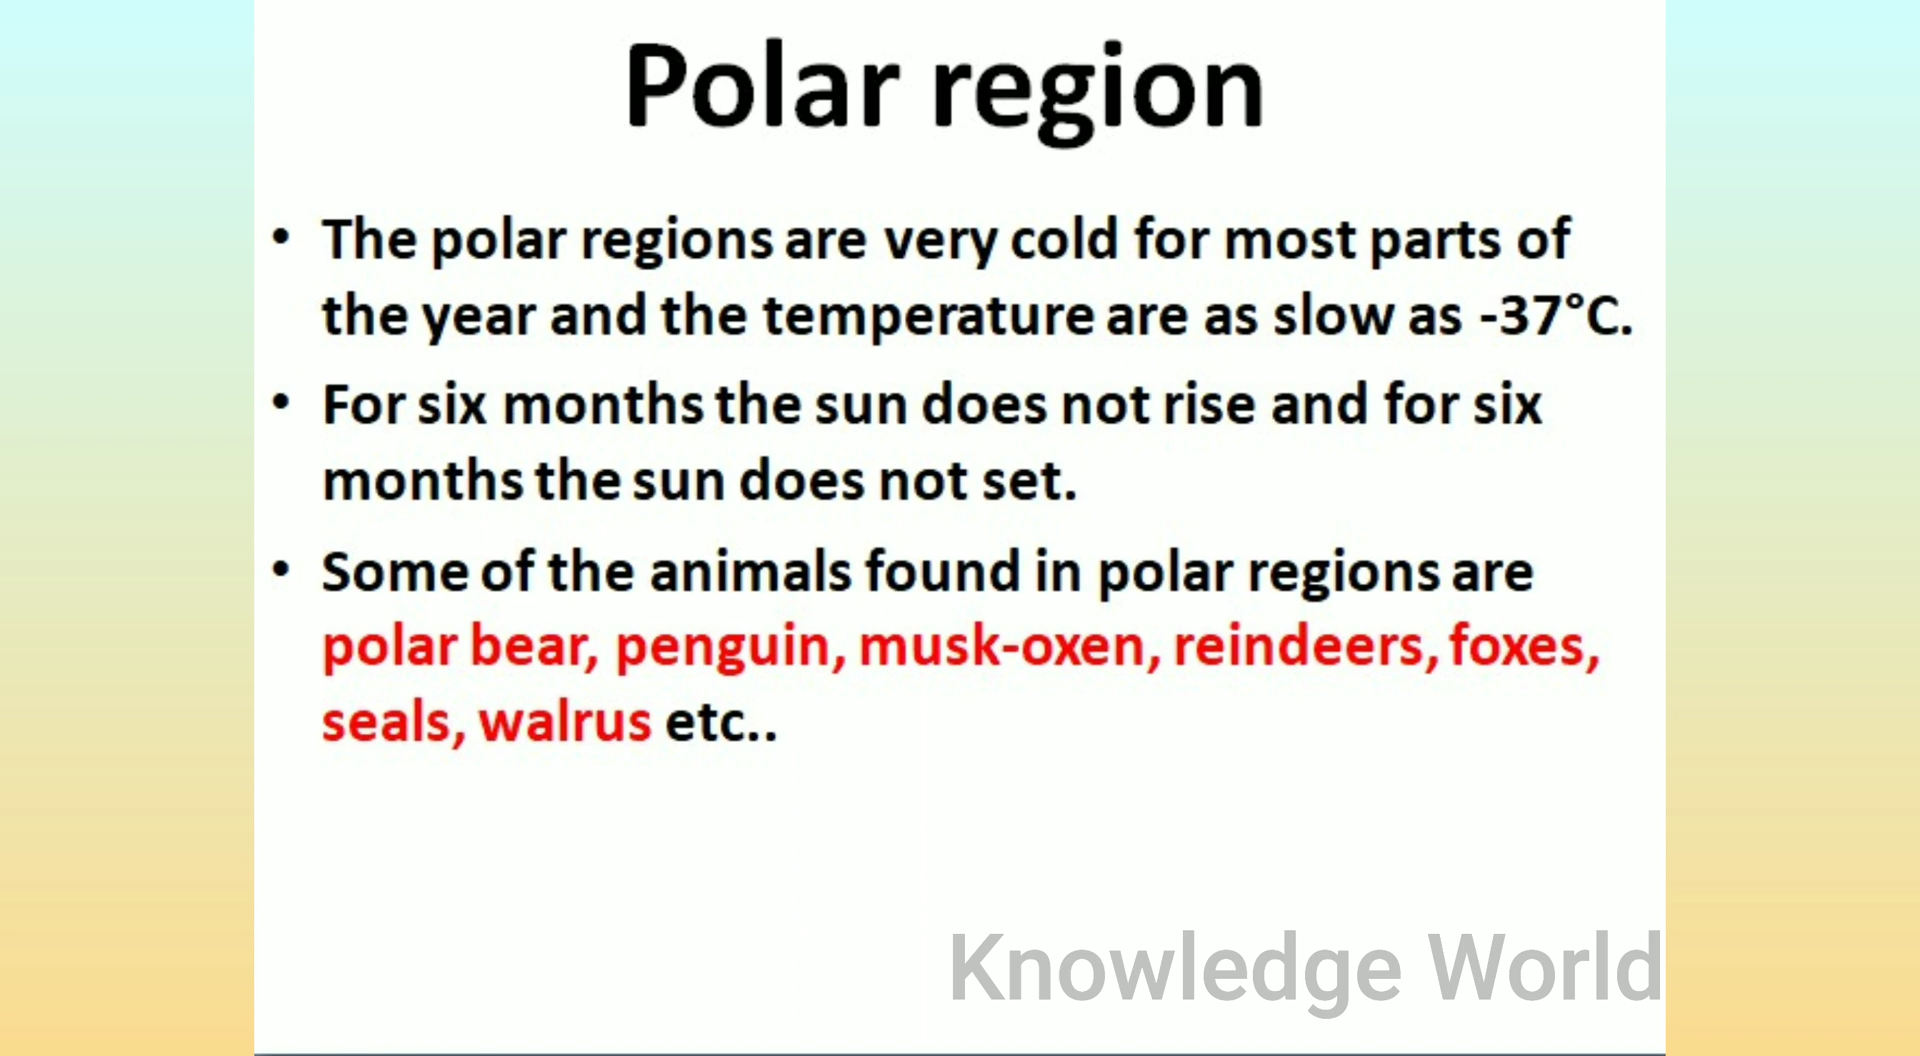 Polar region
• The polar regions are very cold for most parts of
the year and the temperature are as slow as -37°C.
• For six months the sun does not rise and for six
months the sun does not set.
• Some of the animals found in polar regions are
polar bear, penguin, musk-oxen, reindeers, foxes,
seals, walrus etc..
Knowledge World